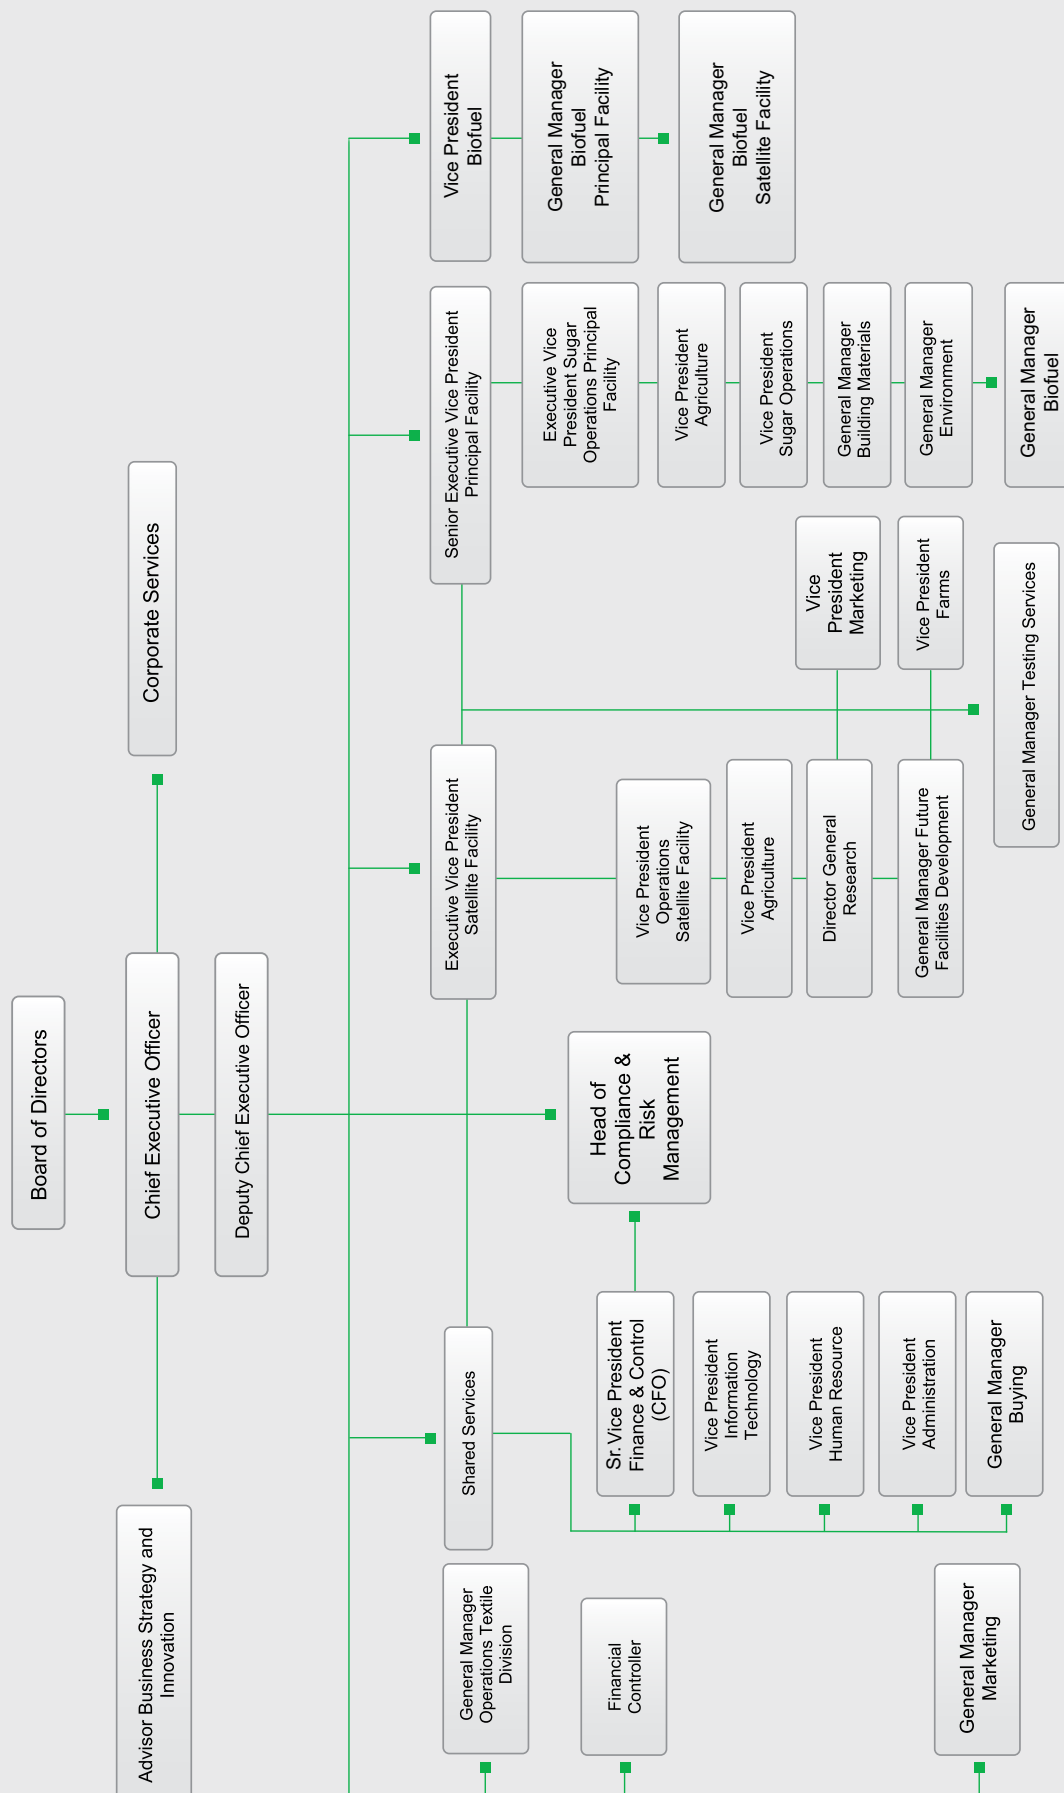 Board of Directors
Advisor Business Strategy and
Innovation
Chief Executive Officer
Corporate Services
Deputy Chief Executive Officer
General Manager
Operations Textile
Division
Shared Services
Executive Vice President
Satellite Facility
Senior Executive Vice President
Principal Facility
Vice President
Biofuel
Financial
Controller
General Manager
Marketing
Sr. Vice President
Finance & Control
(CFO)
Vice President
Information
Technology
Vice President
Human Resource
Vice President
Administration
General Manager
Buying
Head of
Compliance &
Risk
Management
Vice President
Operations
Satellite Facility
Vice President
Agriculture
Director General
Research
General Manager Future
Facilities Development
Vice
President
Marketing
Vice President
Farms
General Manager Testing Services
Executive Vice
President Sugar
Operations Principal
Facility
Vice President
Agriculture
Vice President
Sugar Operations
General Manager
Building Materials
General Manager
Environment
General Manager
Biofuel
General Manager
Biofuel
Principal Facility
General Manager
Biofuel
Satellite Facility